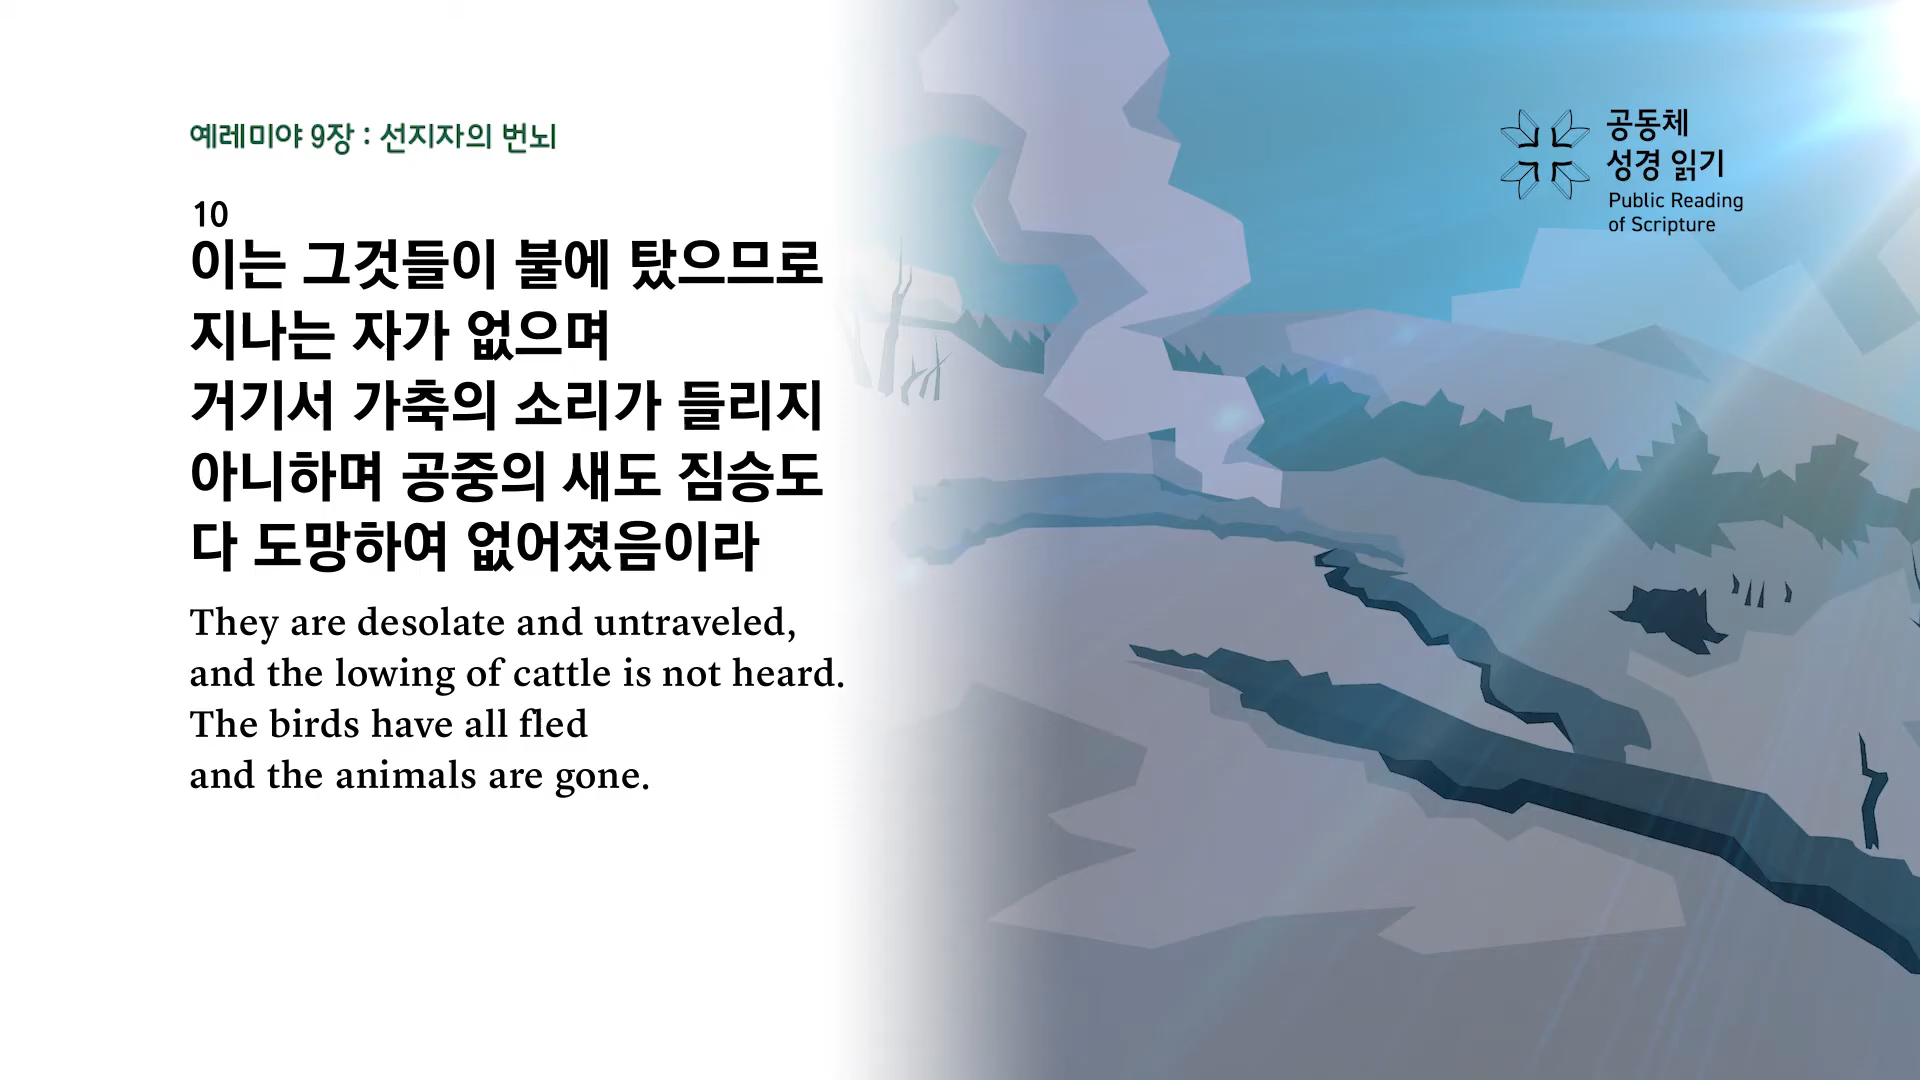 예레미야 9장 : 선지자의 번뇌
10
이는 그것들이 불에 탔으므로
지나는 자가 없으며
거기서 가축의 소리가 들리지
아니하며 공중의 새도 짐승도
다 도망하여 없어졌음이라
They are desolate and untraveled,
and the lowing of cattle is not heard.
The birds have all fled
and the animals are gone.
공동체
성경 읽기
Public Reading
of Scripture